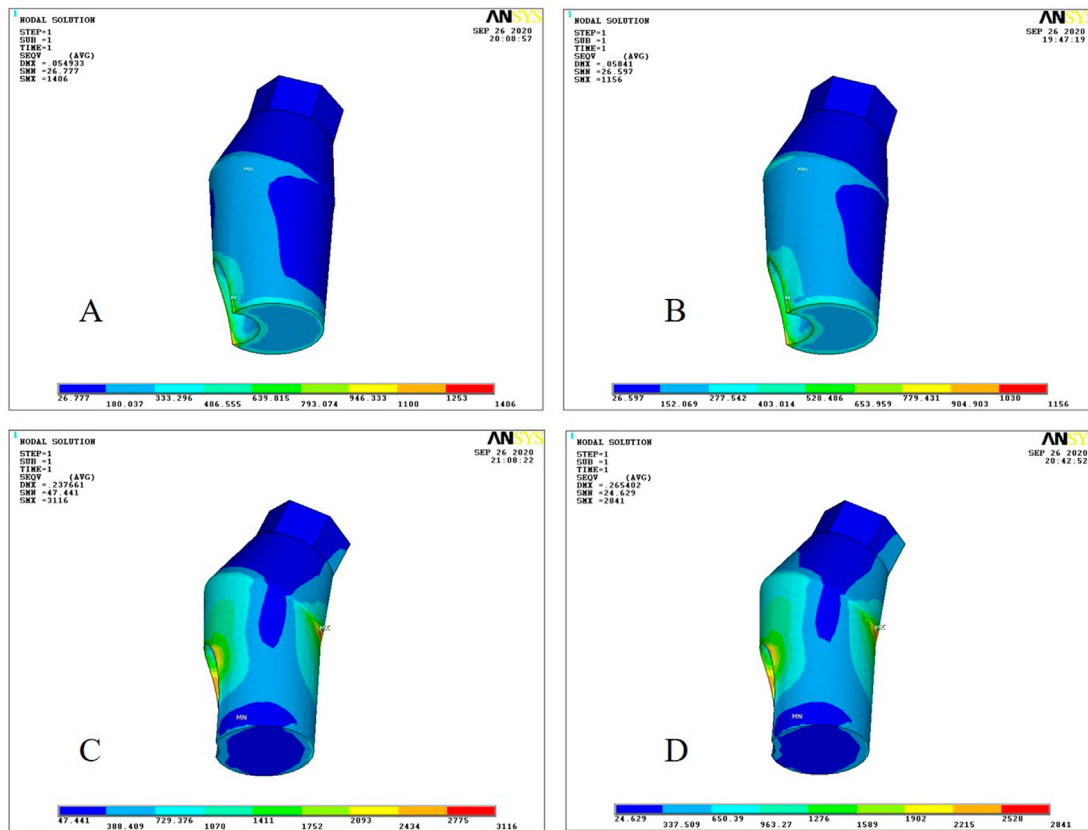 1
NODAL SOLUTION
ANSYS
STEP=1
SUB =1
TIME=1
SEQV (AVG)
DMX =.054933
SMN =26.777
SMX =1406
SEP 26 2020
20:08:57
MN
MX
A
26.777 180.037 333.296 486.555 639.815 793.074 946.333 1100 1253 1406
1
NODAL SOLUTION
ANSYS
STEP=1
SUB =1
TIME=1
SEQV (AVG)
DMX =.05841
SMN =26.597
SMX =1156
SEP 26 2020
19:47:19
MN
MX
B
26.597 152.069 277.542 403.014 528.486 653.959 779.431 904.903 1030 1156
1
NODAL SOLUTION
ANSYS
STEP=1
SUB =1
TIME=1
SEQV (AVG)
DMX =.237661
SMN =47.441
SMX =3116
SEP 26 2020
21:08:22
MX
MN
C
47.441 388.409 729.376 1070 1411 1752 2093 2434 2775 3116
1
NODAL SOLUTION
ANSYS
STEP=1
SUB =1
TIME=1
SEQV (AVG)
DMX =.265402
SMN =24.629
SMX =2841
SEP 26 2020
20:42:52
MX
MN
D
24.629 337.509 650.39 963.27 1276 1589 1902 2215 2528 2841